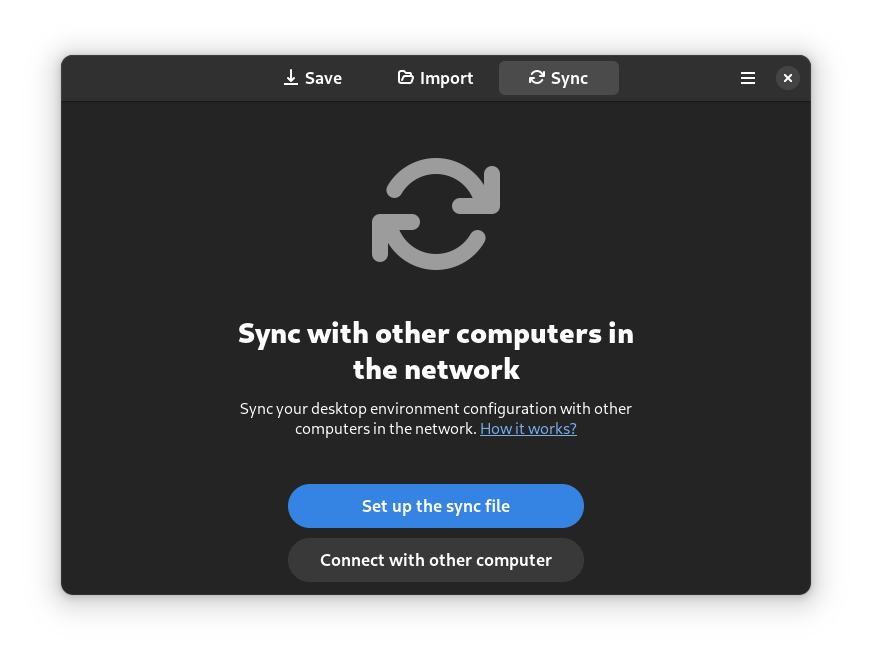 Save
Import
Sync
Sync with other computers in
the network
Sync your desktop environment configuration with other
computers in the network. How it works?
Set up the sync file
Connect with other computer